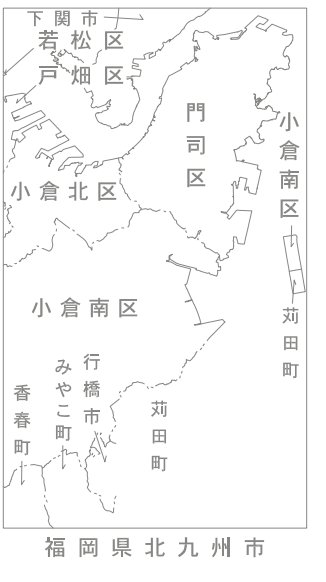 下関市
若松区
戸畑区
門司区
小倉南区
小倉北区
小倉南区
苅田町
行橋市
みやこ町
香春町
苅田町
福岡県北九州市